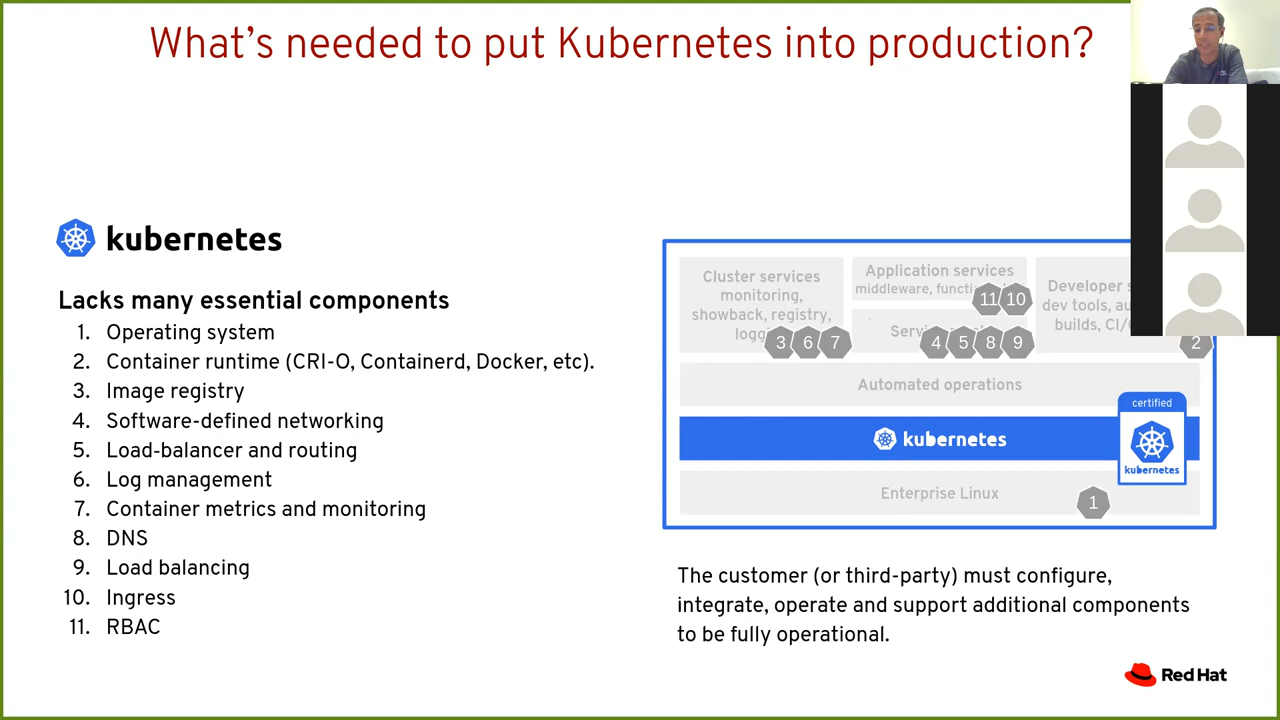 What's needed to put Kubernetes into production?
kubernetes
Lacks many essential components
1. Operating system
2. Container runtime (CRI-O, Containerd, Docker, etc).
3. Image registry
4. Software-defined networking
5. Load-balancer and routing
6. Log management
7. Container metrics and monitoring
8. DNS
9. Load balancing
10. Ingress
11. RBAC
Cluster services
monitoring,
showback, registry,
3 6 7
Application services
middleware,
11 10
4 5 8 9
Developer
dev tools,
builds,
2
Automated operations
kubernetes
certified
kubernetes
Enterprise Linux
1
The customer (or third-party) must configure,
integrate, operate and support additional components
to be fully operational.
Red Hat